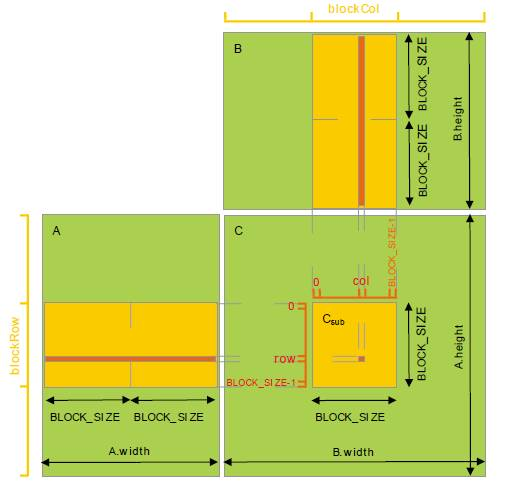 blockCol
B
BLOCK_SIZE
BLOCK_SIZE
B.height
A
C
BLOCK_SIZE-1
0
col
blockRow
0
Csub
row
BLOCK_SIZE-1
BLOCK_SIZE
A.height
BLOCK_SIZE
BLOCK_SIZE
BLOCK_SIZE
A.width
B.width